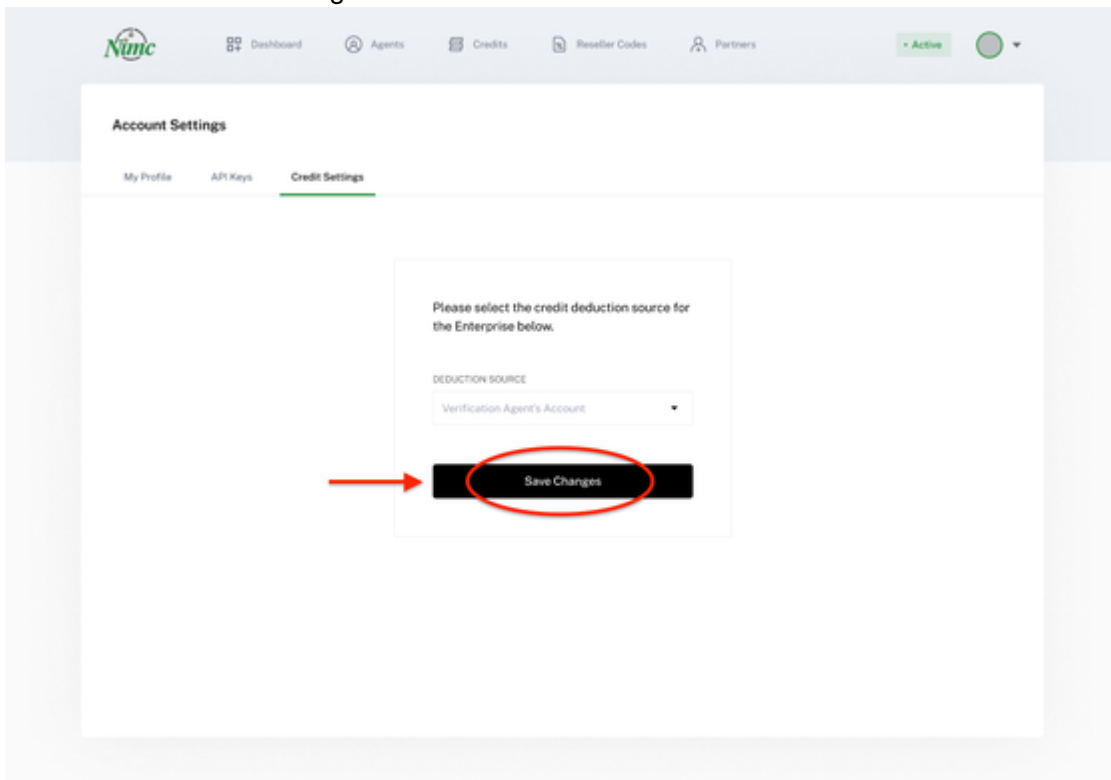 Nimc
Dashboard
Agents
Credits
Reseller Codes
Partners
• Active
Account Settings
My Profile
API Keys
Credit Settings
Please select the credit deduction source for
the Enterprise below.
DEDUCTION SOURCE
Verification Agent's Account
Save Changes